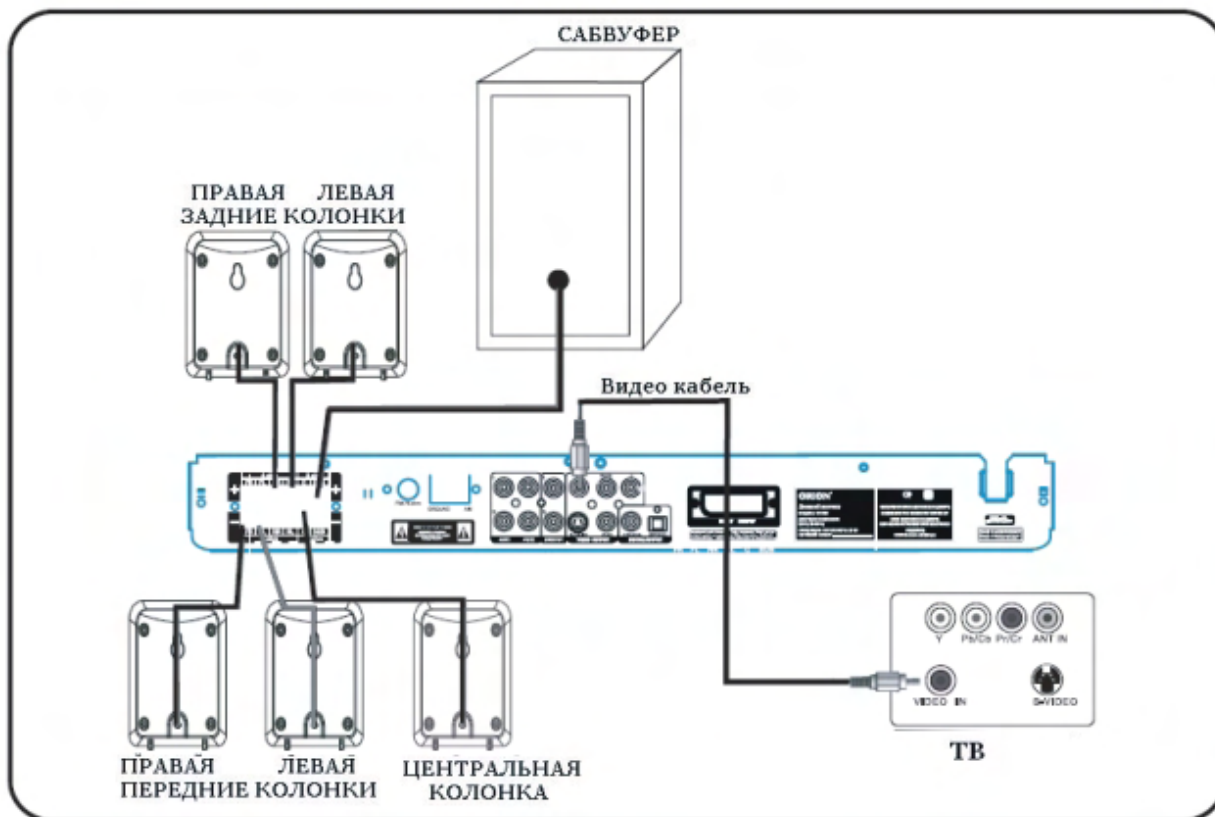 САБВУФЕР
ПРАВАЯ ЛЕВАЯ
ЗАДНИЕ КОЛОНКИ
Видео кабель
ORION
Y Pb/Cb Pr/Cr ANT IN
VIDEO IN S-VIDEO
ТВ
ПРАВАЯ ЛЕВАЯ
ПЕРЕДНИЕ КОЛОНКИ
ЦЕНТРАЛЬНАЯ
КОЛОНКА